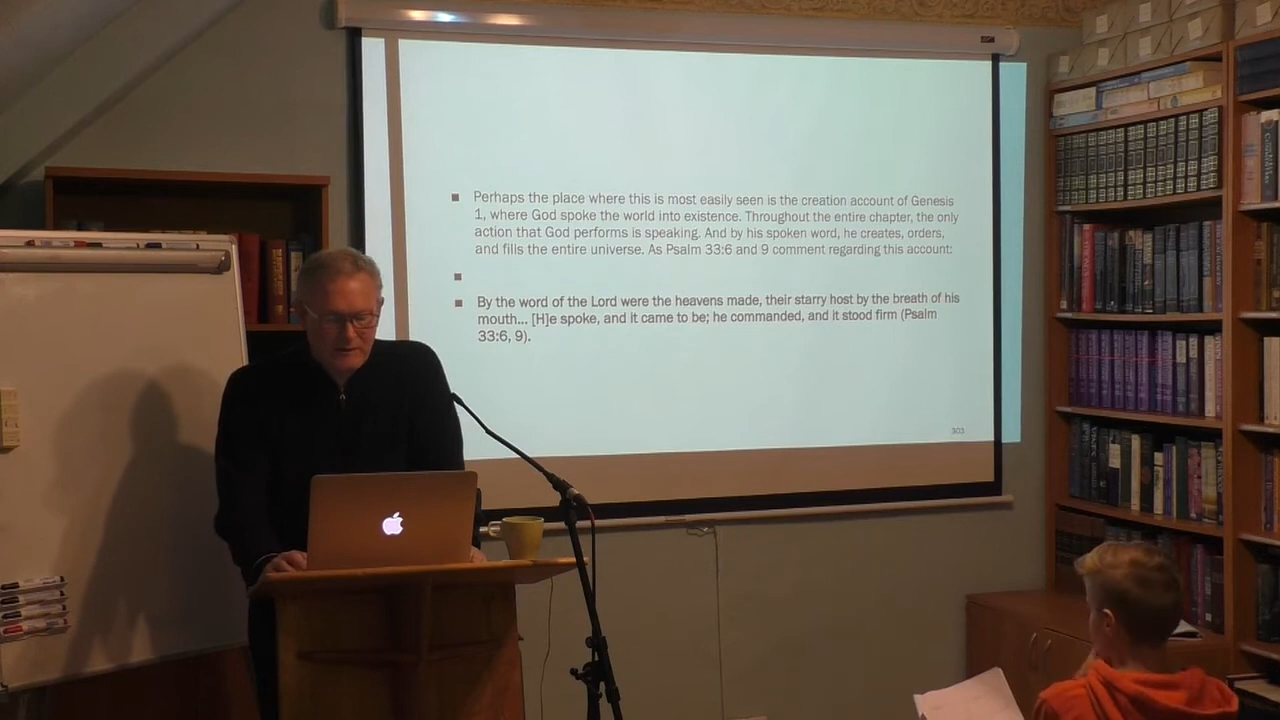 Perhaps the place where this is most easily seen is the creation account of Genesis
1, where God spoke the world into existence. Throughout the entire chapter, the only
action that God performs is speaking. And by his spoken word, he creates, orders,
and fills the entire universe. As Psalm 33:6 and 9 comment regarding this account:
By the word of the Lord were the heavens made, their starry host by the breath of his
mouth... [H]e spoke, and it came to be; he commanded, and it stood firm (Psalm
33:6, 9).
303